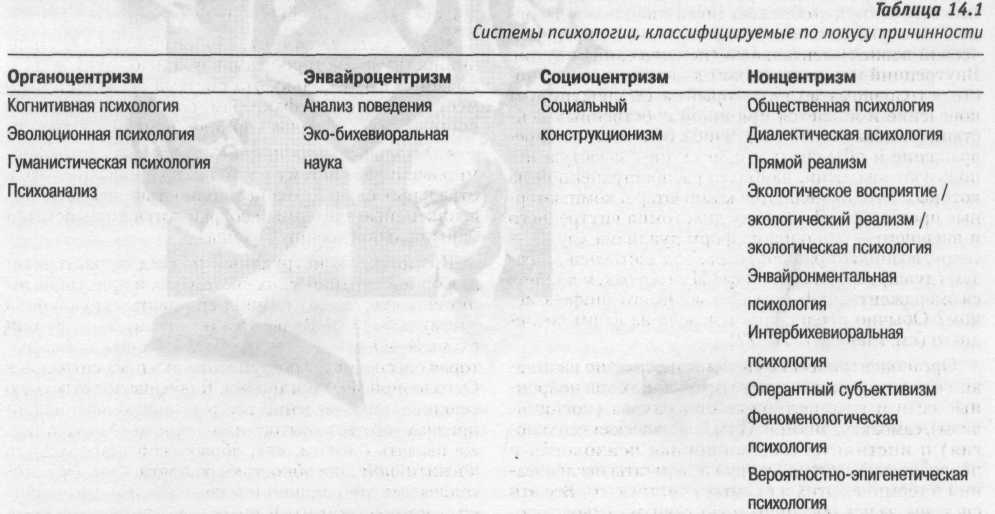 Таблица 14.1
Системы психологии, классифицируемые по локусу причинности
Органоцентризм Энвайроцентризм Социоцентризм Нонцентризм
Когнитивная психология Анализ поведения Социальный Общественная психология
Эволюционная психология Эко-бихевиоральная конструкционизм Диалектическая психология
Гуманистическая психология наука Прямой реализм
Психоанализ Экологическое восприятие /
экологический реализм /
экологическая психология
Энвайронментальная
психология
Интербихевиоральная
психология
Оперантный субъективизм
Феноменологическая
психология
Вероятностно-эпигенетическая
психология